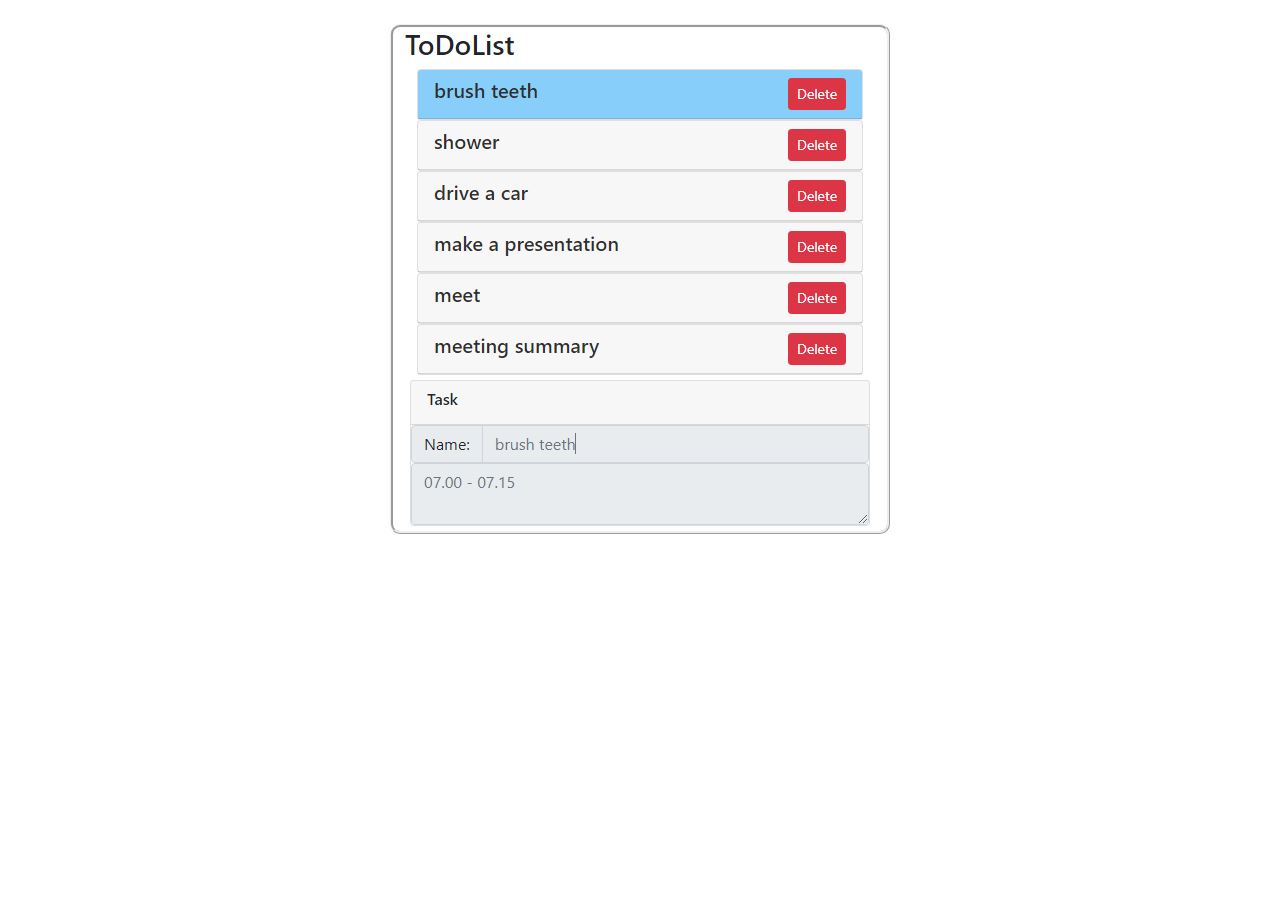 ToDoList
brush teeth Delete
shower Delete
drive a car Delete
make a presentation Delete
meet Delete
meeting summary Delete
Task
Name: brush teeth
07.00 - 07.15